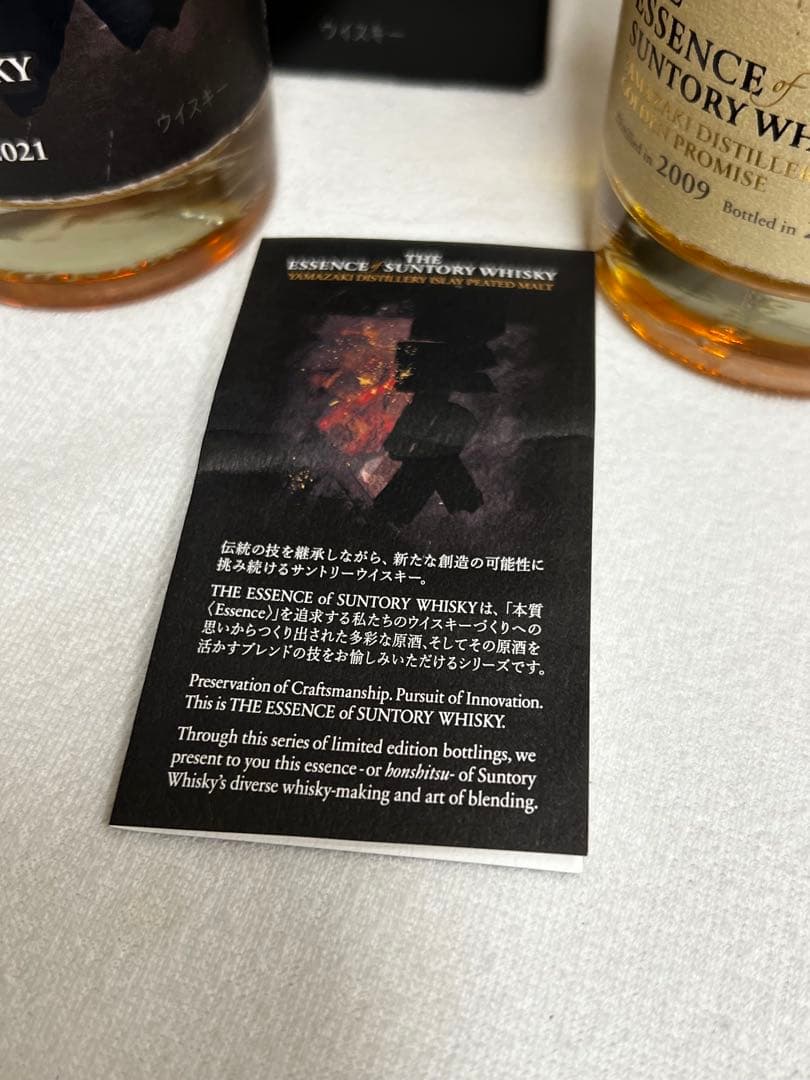 KY
ウイスキー
2021
ウイスキー
ESSENCE of
SUNTORY WH
YAMAZAKI DISTILLE
GOLDEN PROMISE
Distilled in 2009
Bottled in 2
THE
ESSENCE of SUNTORY WHISKY
YAMAZAKI DISTILLERY ISLAY PEATED MALT
伝統の技を継承しながら、新たな創造の可能性に
挑み続けるサントリーウイスキー。
THE ESSENCE of SUNTORY WHISKYは、「本質
〈Essence〉」を追求する私たちのウイスキーづくりへの
思いからつくり出された多彩な原酒、そしてその原酒を
活かすブレンドの技をお愉しみいただけるシリーズです。
Preservation of Craftsmanship. Pursuit of Innovation.
This is THE ESSENCE of SUNTORY WHISKY.
Through this series of limited edition bottlings, we
present to you this essence - or honshitsu - of Suntory
Whisky's diverse whisky-making and art of blending.